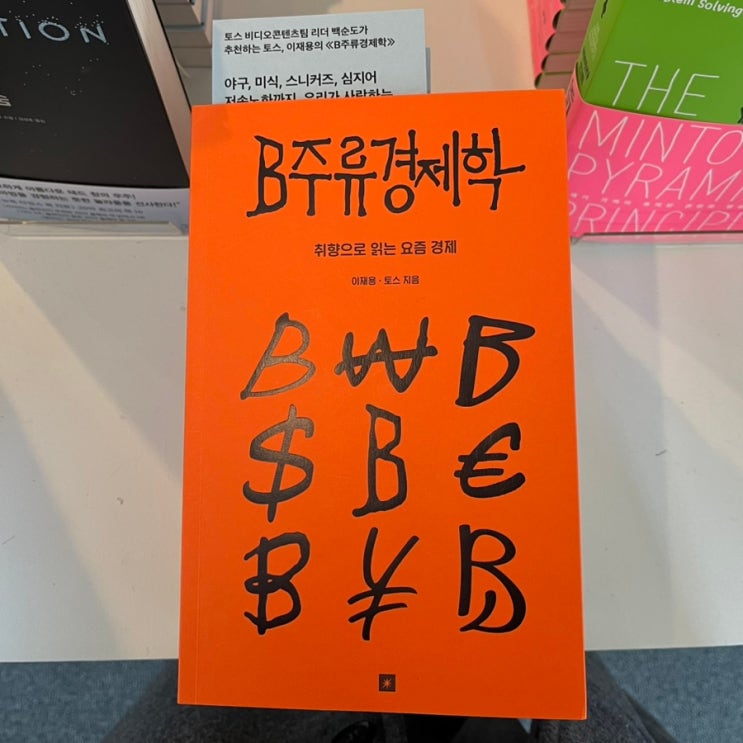 토스 비디오콘텐츠팀 리더 백순도가
추천하는 토스, 이재용의 《B주류경제학》
야구, 미식, 스니커즈, 심지어
B주류경제학
취향으로 읽는 요즘 경제
이재용 · 토스 지음
B ₩ B
$ B €
B ¥ B
TION
Solving
THE
MINTO
PYRAM
PRINCIP